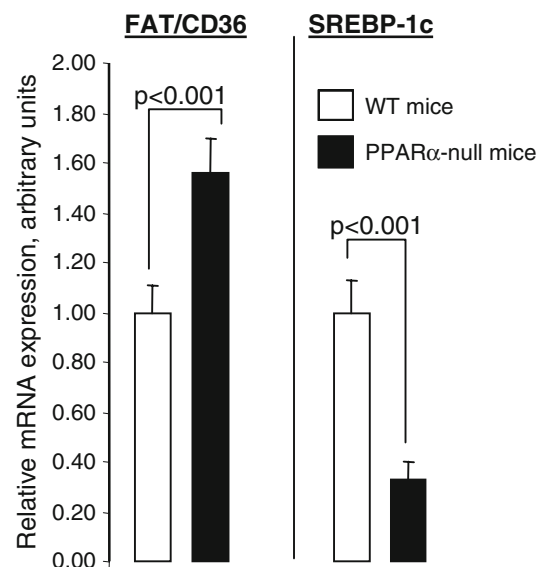 FAT/CD36
SREBP-1c
Relative mRNA expression, arbitrary units
2.00
1.80
1.60
1.40
1.20
1.00
0.80
0.60
0.40
0.20
0.00
p<0.001
p<0.001
WT mice
PPARα-null mice